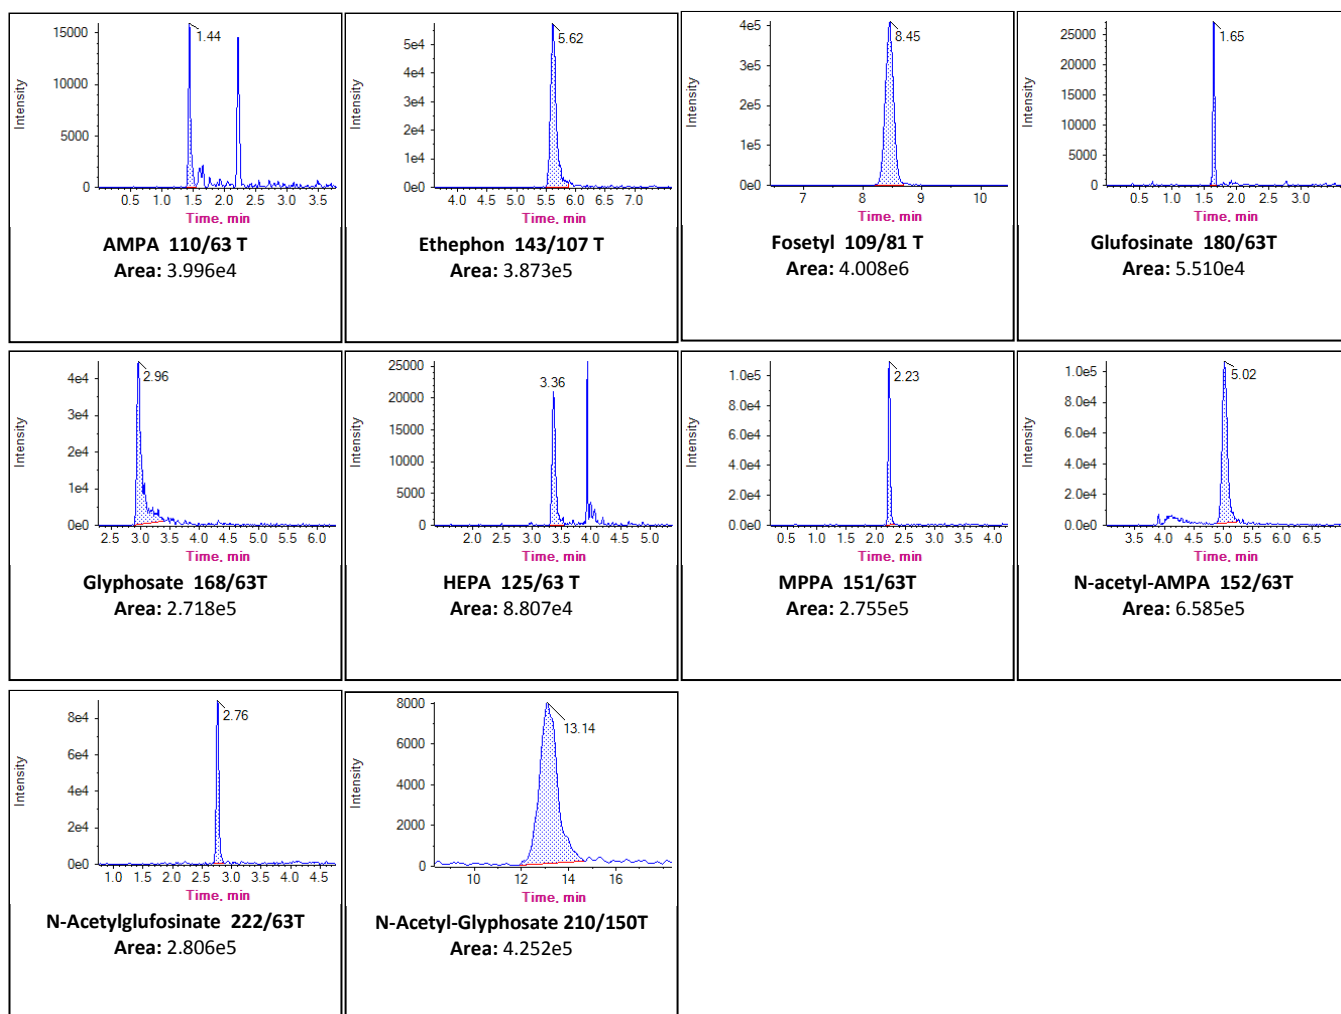 Intensity
15000
10000
5000
0
1.44
0.5 1.0 1.5 2.0 2.5 3.0 3.5
Time, min
AMPA 110/63 T
Area: 3.996e4
Intensity
5e4
4e4
3e4
2e4
1e4
0e0
5.62
4.0 4.5 5.0 5.5 6.0 6.5 7.0
Time, min
Ethephon 143/107 T
Area: 3.873e5
Intensity
4e5
3e5
2e5
1e5
0e0
8.45
7 8 9 10
Time, min
Fosetyl 109/81 T
Area: 4.008e6
Intensity
25000
20000
15000
10000
5000
0
1.65
0.5 1.0 1.5 2.0 2.5 3.0
Time, min
Glufosinate 180/63T
Area: 5.510e4
Intensity
4e4
3e4
2e4
1e4
0e0
2.96
2.5 3.0 3.5 4.0 4.5 5.0 5.5 6.0
Time, min
Glyphosate 168/63T
Area: 2.718e5
Intensity
25000
20000
15000
10000
5000
0
3.36
2.0 2.5 3.0 3.5 4.0 4.5 5.0
Time, min
HEPA 125/63 T
Area: 8.807e4
Intensity
1.0e5
8.0e4
6.0e4
4.0e4
2.0e4
0.0e0
2.23
0.5 1.0 1.5 2.0 2.5 3.0 3.5 4.0
Time, min
MPPA 151/63T
Area: 2.755e5
Intensity
1.0e5
8.0e4
6.0e4
4.0e4
2.0e4
0.0e0
5.02
3.5 4.0 4.5 5.0 5.5 6.0 6.5
Time, min
N-acetyl-AMPA 152/63T
Area: 6.585e5
Intensity
8e4
6e4
4e4
2e4
0e0
2.76
1.0 1.5 2.0 2.5 3.0 3.5 4.0 4.5
Time, min
N-Acetylglufosinate 222/63T
Area: 2.806e5
Intensity
8000
6000
4000
2000
0
13.14
10 12 14 16
Time, min
N-Acetyl-Glyphosate 210/150T
Area: 4.252e5